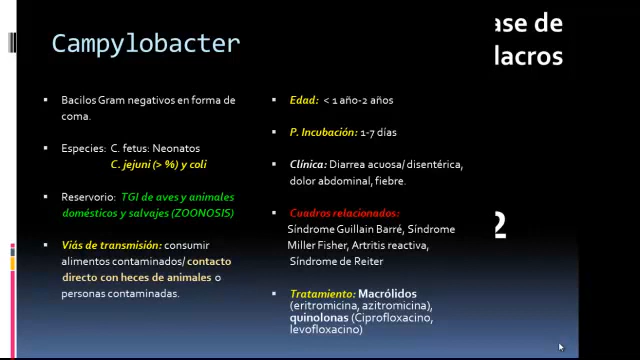 Campylobacter
Bacilos Gram negativos en forma de
coma.
Especies: C. fetus: Neonatos
C. jejuni (> %) y coli
Reservorio: TGI de aves y animales
domésticos y salvajes (ZOONOSIS)
Viás de transmisión: consumir
alimentos contaminados/ contacto
directo con heces de animales o
personas contaminadas.
Edad: < 1 año-2 años
P. Incubación: 1-7 días
Clínica: Diarrea acuosa/ disentérica,
dolor abdominal, fiebre.
Cuadros relacionados:
Síndrome Guillain Barré, Síndrome
Miller Fisher, Artritis reactiva,
Síndrome de Reiter
Tratamiento: Macrólidos
(eritromicina, azitromicina),
quinolonas (Ciprofloxacino,
levofloxacino)
ase de
lacros
2